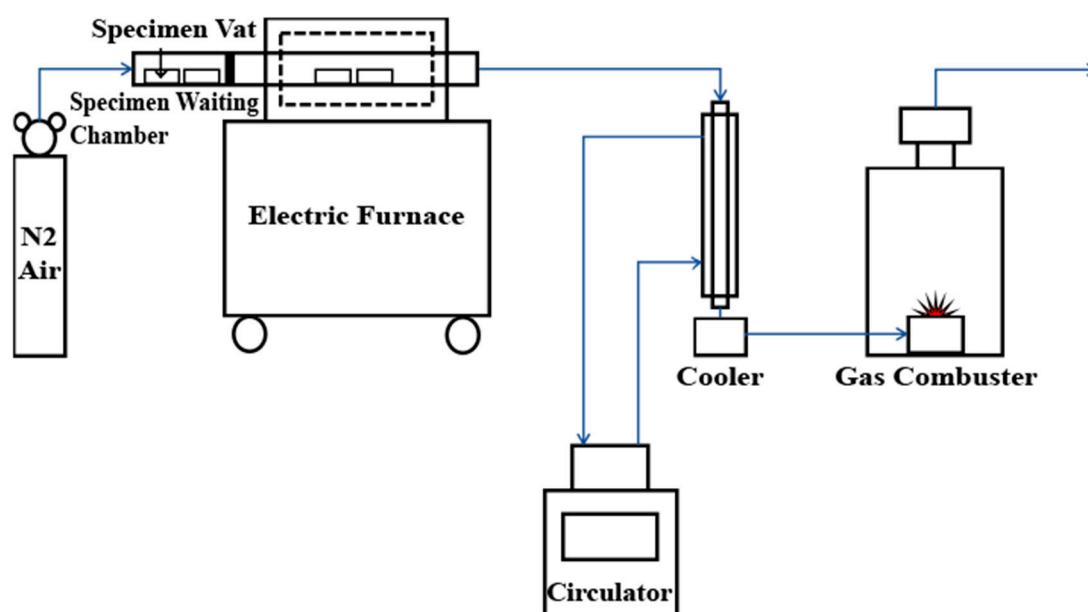 Specimen Vat
Specimen Waiting
Chamber
N2
Air
Electric Furnace
Cooler
Gas Combuster
Circulator